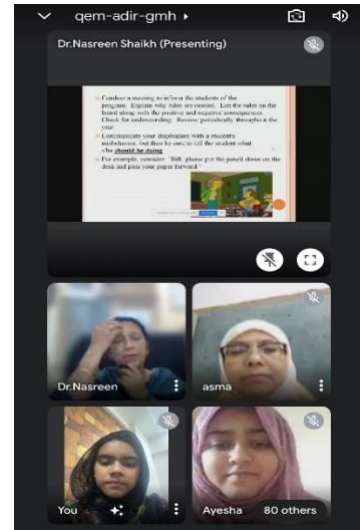 qem-adir-gmh
Dr.Nasreen Shaikh (Presenting)
Conduct a meeting to inform the students of the
program. Explain why rules are needed. List the rules on the
board along with the positive and negative consequences.
Check for understanding. Review periodically throughout the
year.
Communicate your displeasure with a student's
misbehavior, but then be sure to tell the student what
s/he should be doing.
For example, consider: "Bill, please put the pencil down on the
desk and pass your paper forward."
Dr.Nasreen
asma
You
Ayesha
80 others